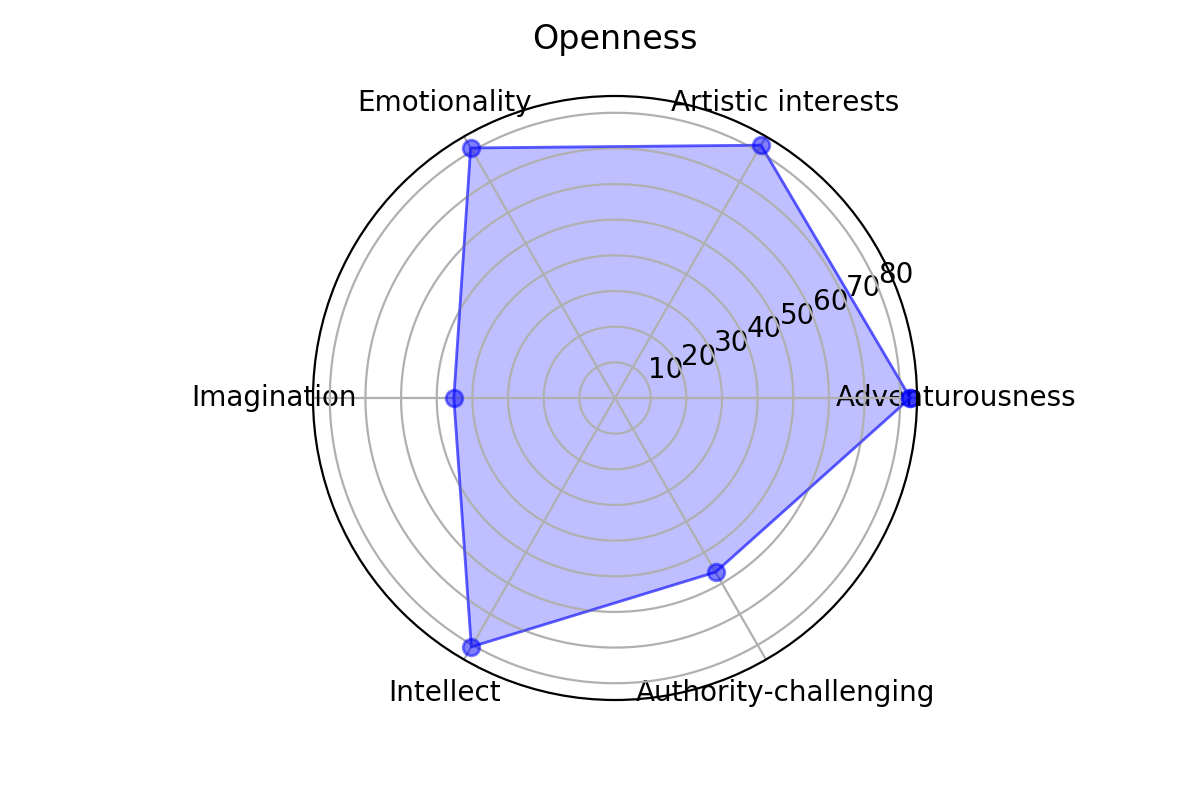 Openness
Emotionality
Artistic interests
80
70
60
50
40
30
20
10
Imagination
Adventurousness
Intellect
Authority-challenging